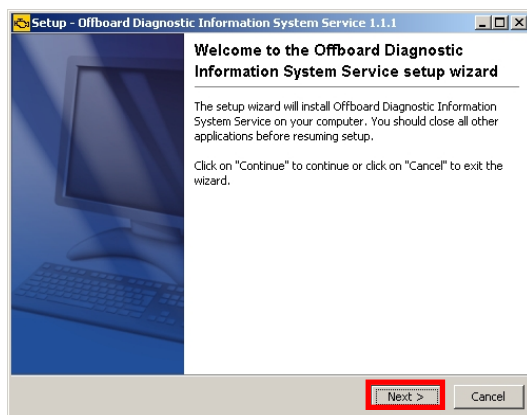 Setup - Offboard Diagnostic Information System Service 1.1.1
Welcome to the Offboard Diagnostic
Information System Service setup wizard
The setup wizard will install Offboard Diagnostic Information
System Service on your computer. You should close all other
applications before resuming setup.
Click on "Continue" to continue or click on "Cancel" to exit the
wizard.
Next >
Cancel